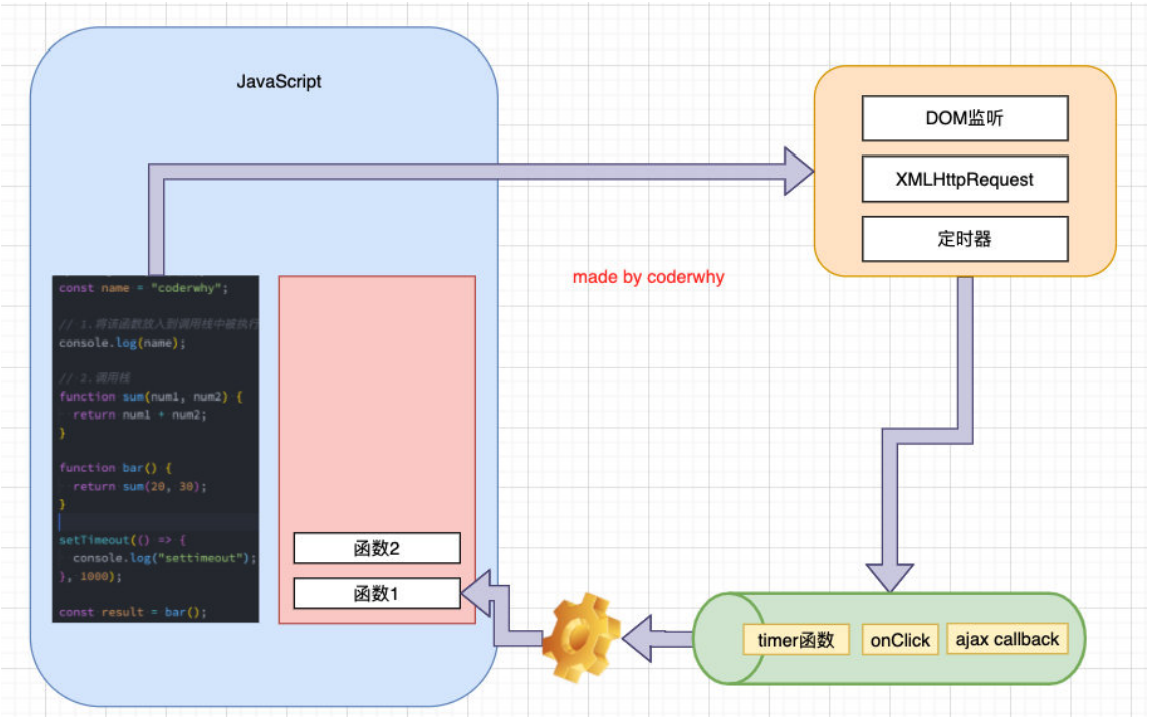 JavaScript
DOM监听
XMLHttpRequest
定时器
made by coderwhy
const name = "coderwhy";
// 1.将该函数放入到调用栈中被执行
console.log(name);
// 2.调用栈
function sum(num1, num2) {
return num1 + num2;
}
function bar() {
return sum(20, 30);
}
setTimeout(() => {
console.log("settimeout");
}, 1000);
const result = bar();
函数2
函数1
timer函数
onClick
ajax callback